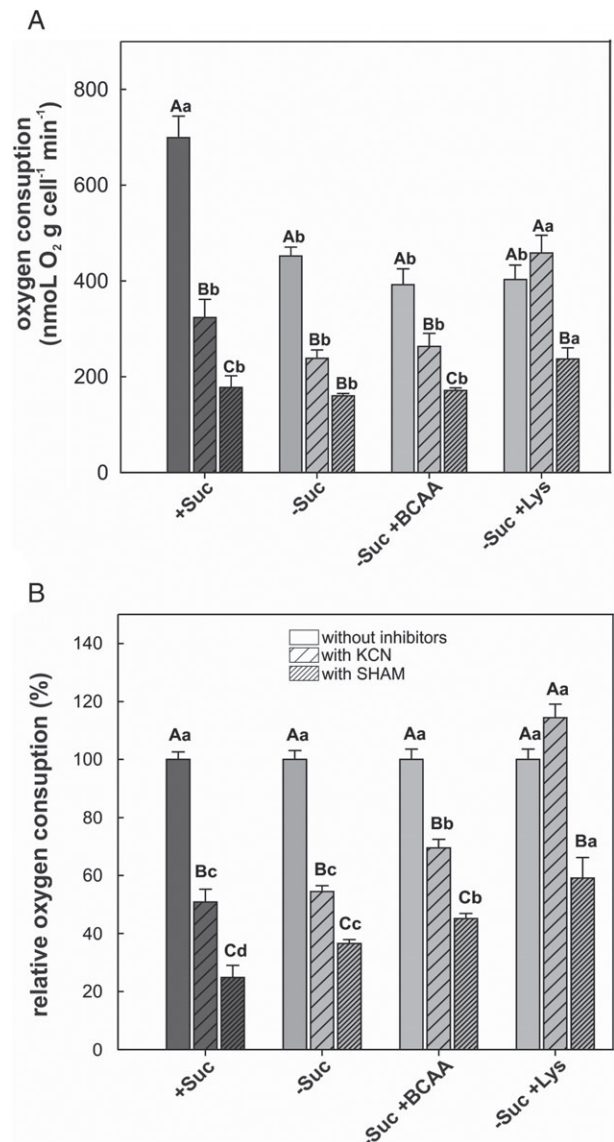 A
oxygen consuption
(nmoL O₂ g cell⁻¹ min⁻¹)
800
600
400
200
0
Aa
Bb
Cb
Ab
Bb
Bb
Ab
Bb
Cb
Ab
Aa
Ba
+Suc
-Suc
-Suc +BCAA
-Suc +Lys
B
relative oxygen consuption (%)
140
120
100
80
60
40
20
0
without inhibitors
with KCN
with SHAM
Aa
Bc
Cd
Aa
Bc
Cc
Aa
Bb
Cb
Aa
Aa
Ba
+Suc
-Suc
-Suc +BCAA
-Suc +Lys